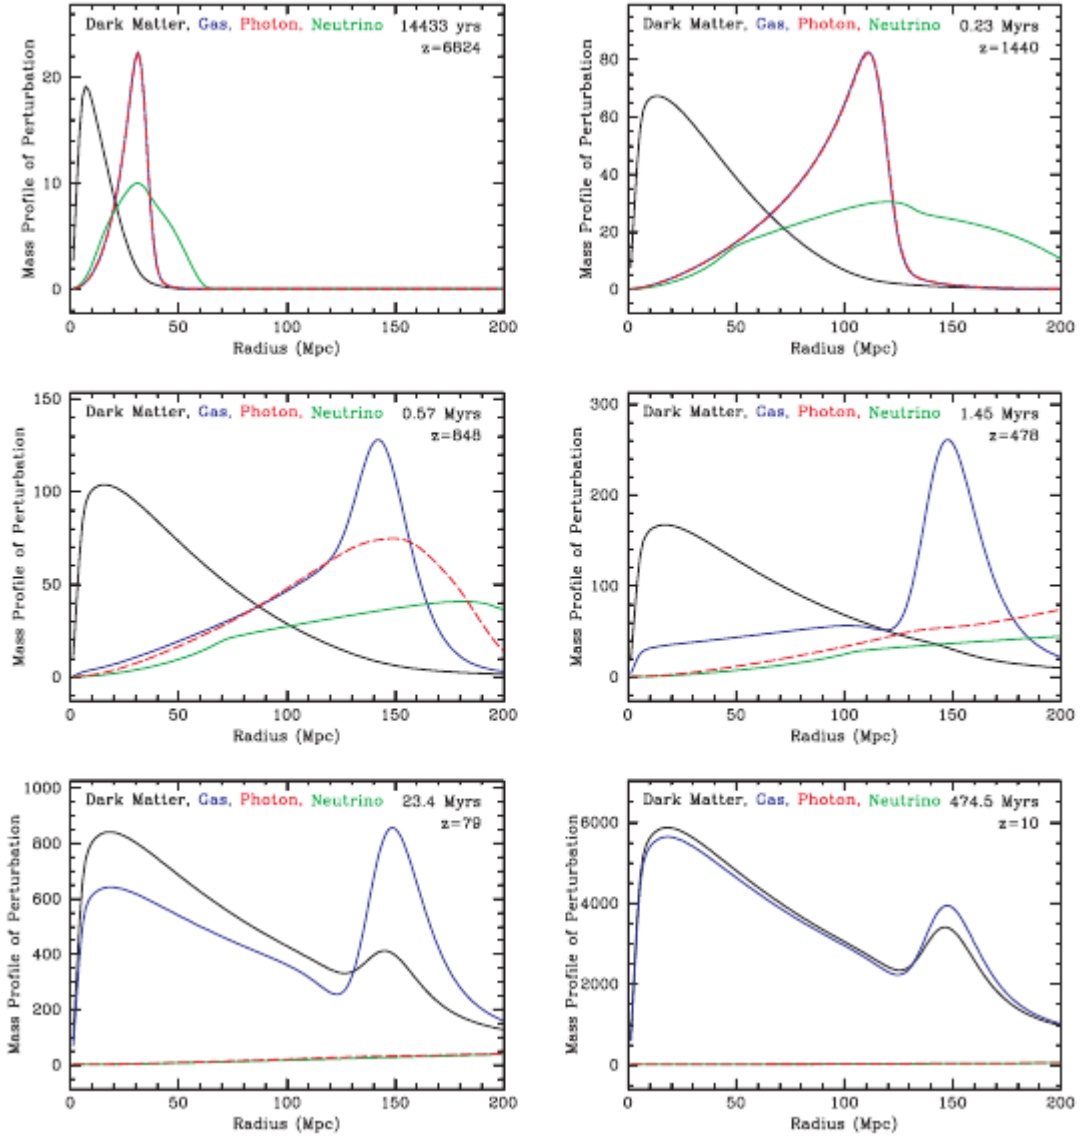 Dark Matter, Gas, Photon, Neutrino 14433 yrs
z=6824
20
10
0
Mass Profile of Perturbation
0 50 100 150 200
Radius (Mpc)
Dark Matter, Gas, Photon, Neutrino 0.23 Myrs
z=1440
80
60
40
20
0
Mass Profile of Perturbation
0 50 100 150 200
Radius (Mpc)
Dark Matter, Gas, Photon, Neutrino 0.57 Myrs
z=848
150
100
50
0
Mass Profile of Perturbation
0 50 100 150 200
Radius (Mpc)
Dark Matter, Gas, Photon, Neutrino 1.45 Myrs
z=478
300
200
100
0
Mass Profile of Perturbation
0 50 100 150 200
Radius (Mpc)
Dark Matter, Gas, Photon, Neutrino 23.4 Myrs
z=79
1000
800
600
400
200
0
Mass Profile of Perturbation
0 50 100 150 200
Radius (Mpc)
Dark Matter, Gas, Photon, Neutrino 474.5 Myrs
z=10
6000
4000
2000
0
Mass Profile of Perturbation
0 50 100 150 200
Radius (Mpc)